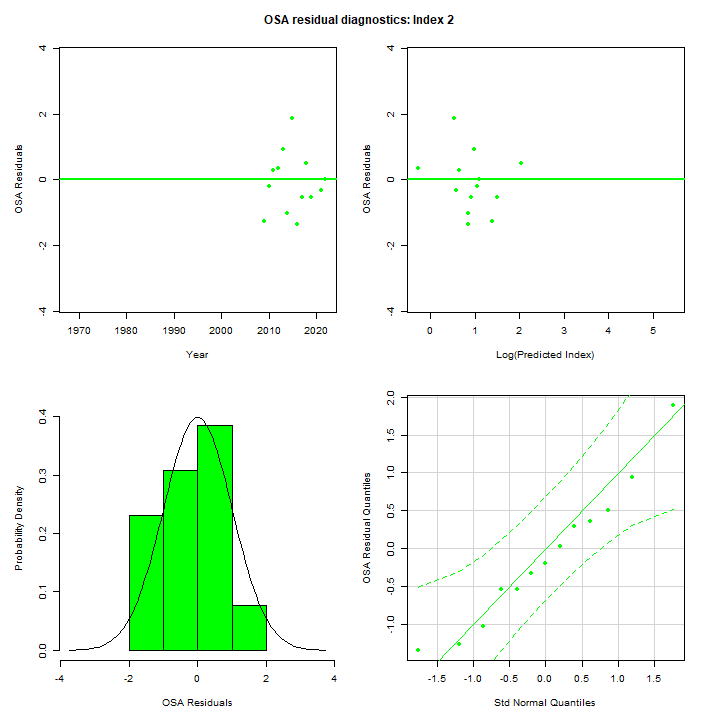 OSA residual diagnostics: Index 2
OSA Residuals
4
2
0
-2
-4
1970 1980 1990 2000 2010 2020
Year
OSA Residuals
4
2
0
-2
-4
0 1 2 3 4 5
Log(Predicted Index)
Probability Density
0.4
0.3
0.2
0.1
0.0
-4 -2 0 2 4
OSA Residuals
OSA Residual Quantiles
2.0
1.5
1.0
0.5
0.0
-0.5
-1.0
-1.5 -1.0 -0.5 0.0 0.5 1.0 1.5
Std Normal Quantiles